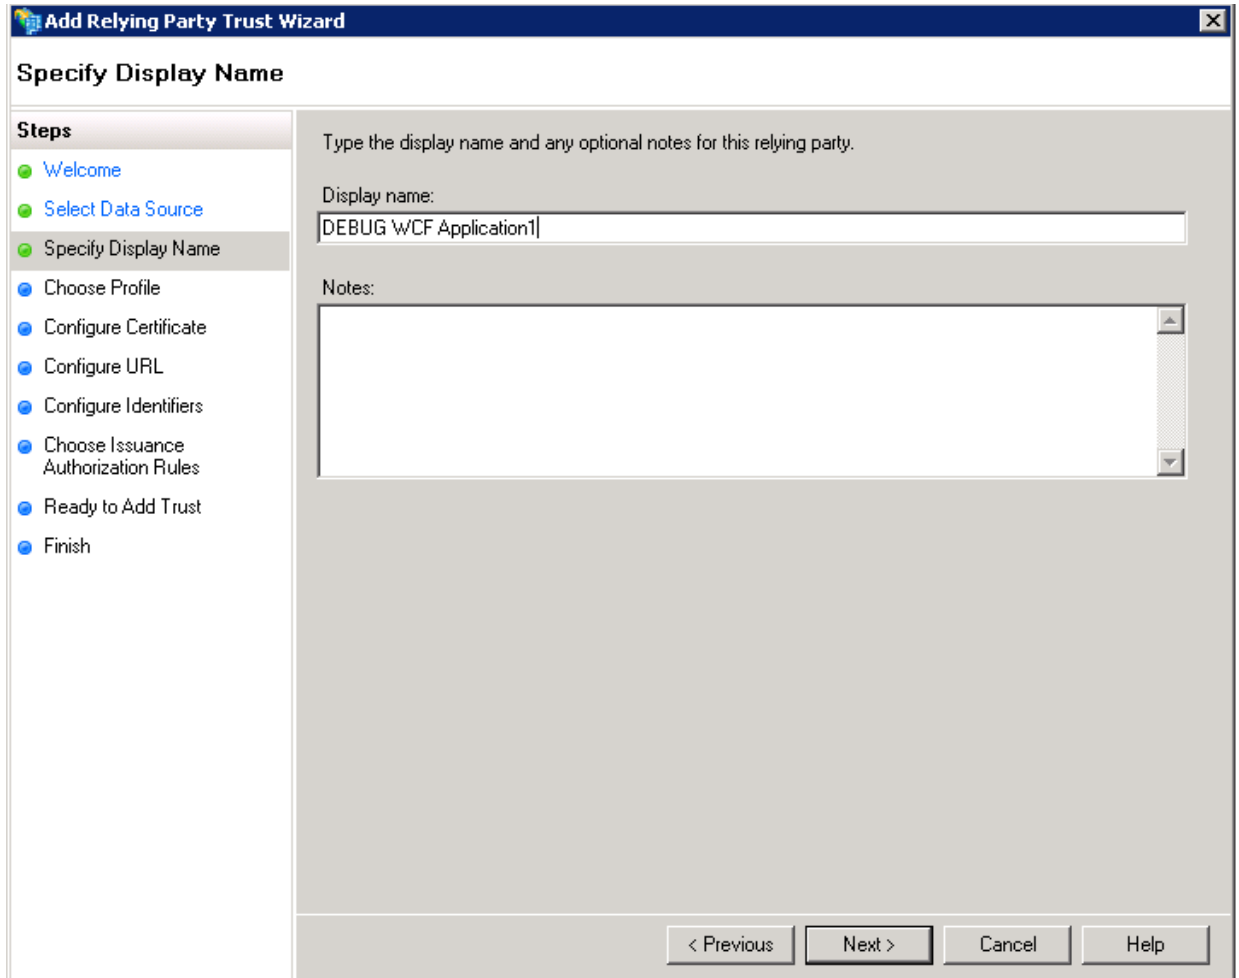 Add Relying Party Trust Wizard
Specify Display Name
Steps
Welcome
Select Data Source
Specify Display Name
Choose Profile
Configure Certificate
Configure URL
Configure Identifiers
Choose Issuance
Authorization Rules
Ready to Add Trust
Finish
Type the display name and any optional notes for this relying party.
Display name:
DEBUG WCF Application1
Notes:
< Previous
Next >
Cancel
Help